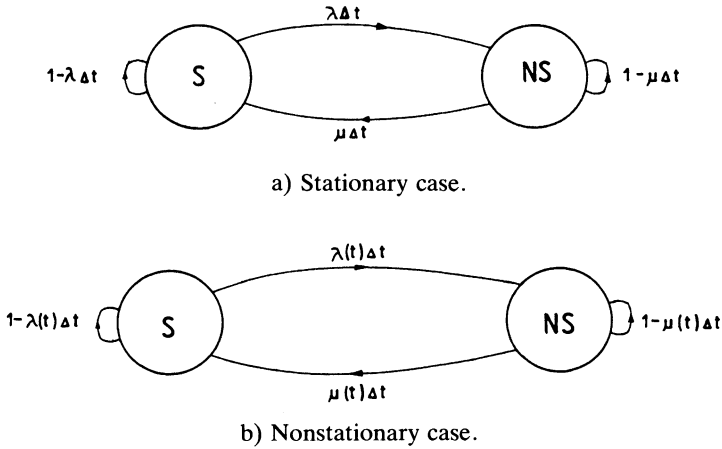 λΔt
1-λΔt
S
NS
1-μΔt
μΔt
a) Stationary case.
λ(t)Δt
1-λ(t)Δt
S
NS
1-μ(t)Δt
μ(t)Δt
b) Nonstationary case.